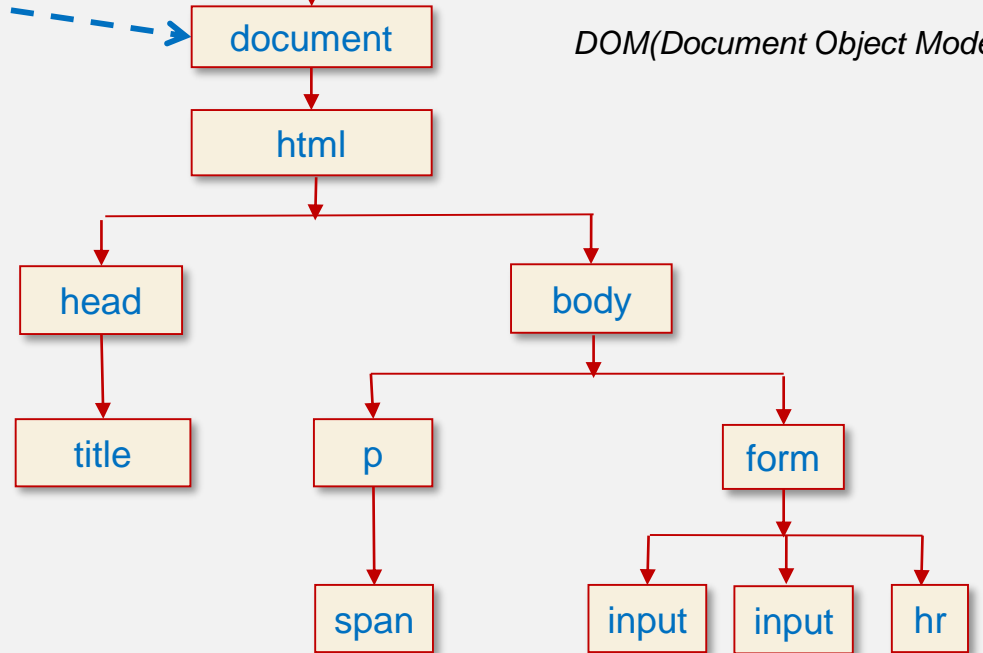 document
DOM(Document Object Mode
html
head
body
title
p
form
span
input
input
hr